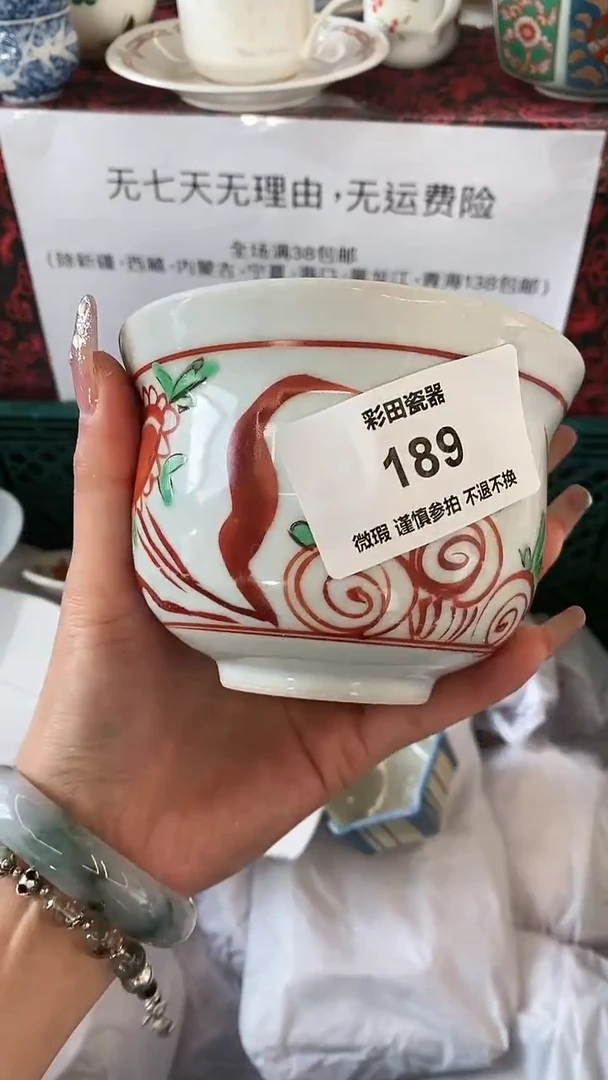 无七天无理由，无运费险
全场满38包邮
(除新疆·西藏·内蒙古·宁夏·海口·黑龙江·青海138包邮)
彩田瓷器
189
微瑕 谨慎参拍 不退不换